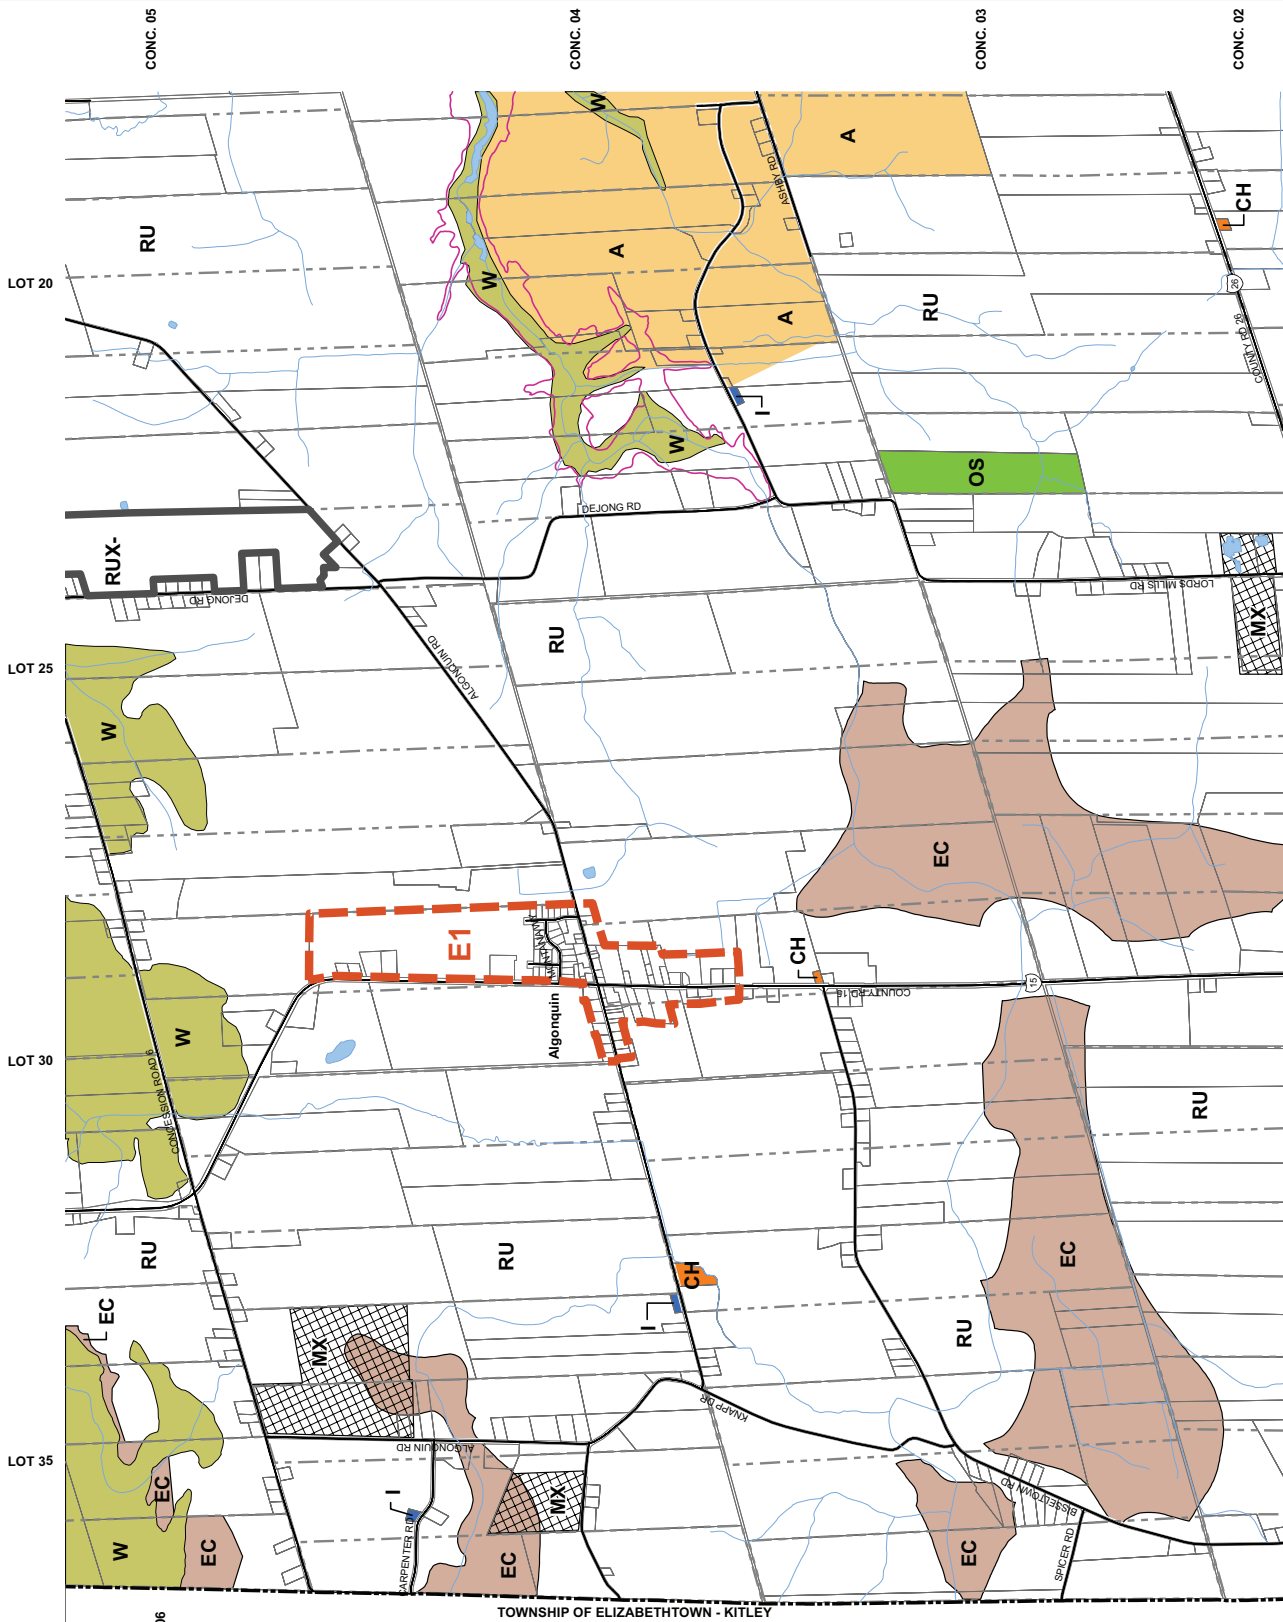 CONC. 05
CONC. 04
CONC. 03
CONC. 02
W
A
ASHBY RD
CH
RU
A
W
LOT 20
26
RU
A
COUNTY RD 26
I
W
OS
DEJONG RD
RUX-
DEJONG RD
LORDS MILLS RD
MX
RU
ALGONQUIN RD
LOT 25
W
EC
E1
CH
COUNTY RD 15
15
Algonquin
W
LOT 30
CONCESSION ROAD 6
RU
RU
RU
EC
CH
EC
I
RU
MX
KNAPP DR
ALGONQUIN RD
LOT 35
EC
I
MX
BISSELTOWN RD
W
EC
CARPENTER RD
EC
EC
SPICER RD
06
TOWNSHIP OF ELIZABETHTOWN - KITLEY